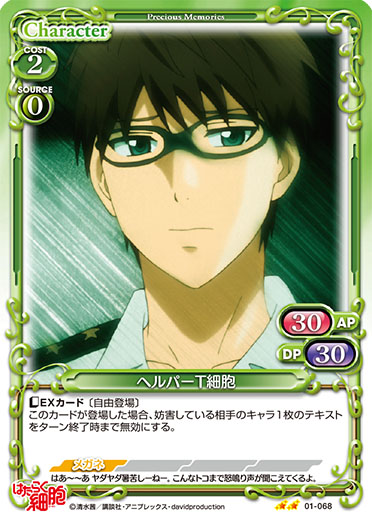 Precious Memories
Character
COST
2
SOURCE
0
30 AP
DP 30
ヘルパーT細胞
EXカード〔自由登場〕
このカードが登場した場合、妨害している相手のキャラ1枚のテキスト
をターン終了時まで無効にする。
メガネ
はあ～～あ ヤダヤダ暑苦しーねー。こんなトコまで怒鳴り声が聞こえてくるよ。
はたらく細胞
©清水茜／講談社・アニプレックス・davidproduction
01-068